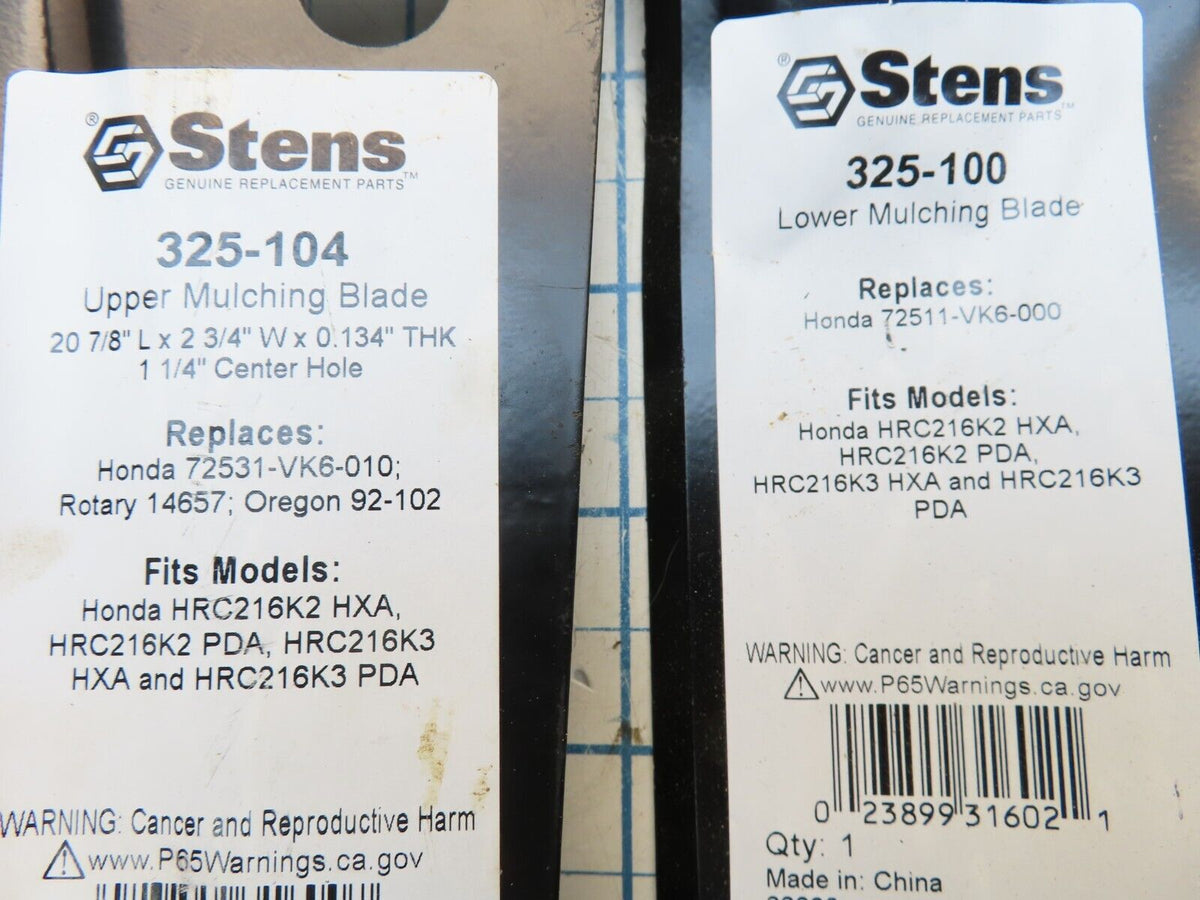 ® Stens
GENUINE REPLACEMENT PARTS™
325-104
Upper Mulching Blade
20 7/8" L x 2 3/4" W x 0.134" THK
1 1/4" Center Hole
Replaces:
Honda 72531-VK6-010;
Rotary 14657; Oregon 92-102
Fits Models:
Honda HRC216K2 HXA,
HRC216K2 PDA, HRC216K3
HXA and HRC216K3 PDA
WARNING: Cancer and Reproductive Harm
www.P65Warnings.ca.gov
® Stens
GENUINE REPLACEMENT PARTS™
325-100
Lower Mulching Blade
Replaces:
Honda 72511-VK6-000
Fits Models:
Honda HRC216K2 HXA,
HRC216K2 PDA,
HRC216K3 HXA and HRC216K3
PDA
WARNING: Cancer and Reproductive Harm
www.P65Warnings.ca.gov
0 23899 31602 1
Qty: 1
Made in: China